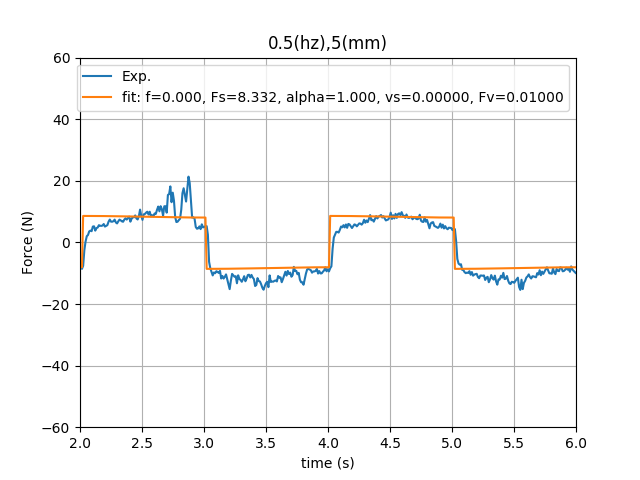 0.5(hz),5(mm)
Exp.
fit: f=0.000, Fs=8.332, alpha=1.000, vs=0.00000, Fv=0.01000
60
40
20
0
−20
−40
−60
Force (N)
2.0 2.5 3.0 3.5 4.0 4.5 5.0 5.5 6.0
time (s)